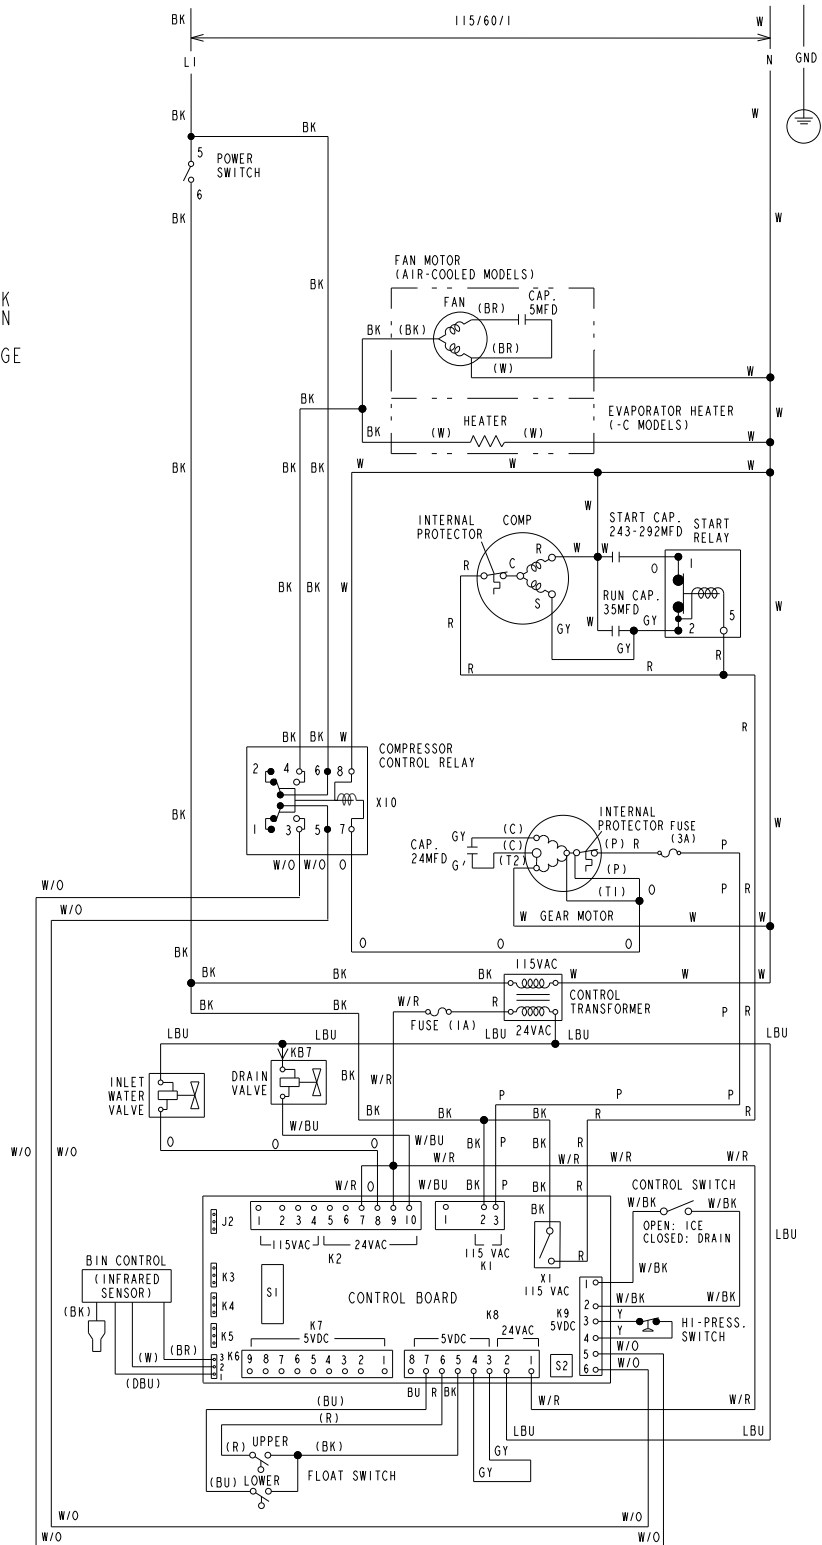 BK
115/60/1
W
L1
N
GND
BK
W
BK
5
POWER
SWITCH
6
BK
W
FAN MOTOR
(AIR-COOLED MODELS)
BK
FAN
CAP.
5MFD
(BR)
K
N
GE
BK
(BK)
(BR)
(W)
W
BK
EVAPORATOR HEATER
(-C MODELS)
W
HEATER
BK
(W)
(W)
W
BK
BK
BK
W
W
W
W
INTERNAL
PROTECTOR
COMP
START CAP.
243-292MFD
START
RELAY
R
R
C
W
W
O
1
BK
BK
W
S
RUN CAP.
35MFD
W
R
GY
W
GY
2
5
GY
R
R
R
R
BK
BK
W
COMPRESSOR
CONTROL RELAY
2
4
6
8
X10
BK
1
3
5
7
W
GY
(C)
INTERNAL
PROTECTOR
FUSE
(3A)
CAP.
24MFD
(C)
(P)
R
P
G'
(T2)
W/O
W/O
O
(P)
(T1)
O
P
R
W/O
W/O
W
GEAR MOTOR
W
W
O
O
O
BK
115VAC
BK
BK
BK
W
W
W
CONTROL
TRANSFORMER
BK
BK
W/R
R
P
R
FUSE (1A)
24VAC
LBU
LBU
LBU
LBU
LBU
KB7
INLET
WATER
VALVE
DRAIN
VALVE
BK
W/R
P
P
BK
BK
BK
R
R
W/BU
O
O
O
W/BU
BK
P
BK
R
W/O
W/O
W/R
W/R
W/R
W/R
W/R
O
W/BU
BK
P
R
CONTROL SWITCH
W/BK
W/BK
BK
J2
1 2 3 4 5 6 7 8 9 10
1 2 3
OPEN: ICE
CLOSED: DRAIN
LBU
115VAC
24VAC
K2
115 VAC
K1
R
BIN CONTROL
(INFRARED
SENSOR)
K3
S1
X1
115 VAC
W/BK
K4
CONTROL BOARD
1
2
W/BK
W/BK
(BK)
K8
K9
5VDC
3
Y
HI-PRESS.
SWITCH
K5
K7
5VDC
5VDC
24VAC
4
Y
(BR)
(W)
(DBU)
K6
3
2
1
9 8 7 6 5 4 3 2 1
8 7 6 5 4 3 2 1
S2
5
W/O
6
W/O
BU
R
BK
(BU)
W/R
W/R
(R)
LBU
LBU
UPPER
(R)
(BK)
GY
FLOAT SWITCH
(BU)
LOWER
GY
W/O
W/O
W/O
W/O